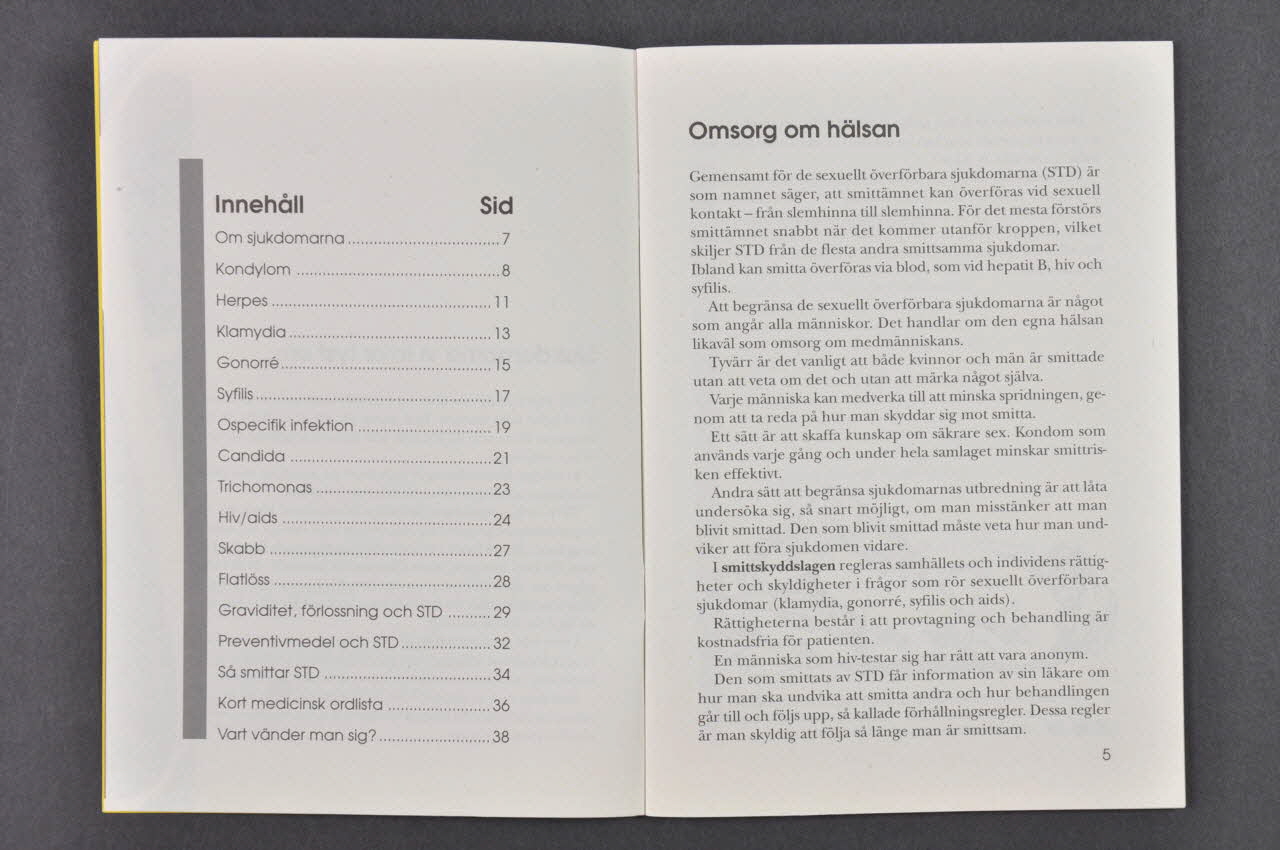 Innehåll Sid
Om sjukdomarna ................................... 7
Kondylom ............................................... 8
Herpes ................................................... 11
Klamydia ............................................... 13
Gonorré ................................................. 15
Syfilis ....................................................... 17
Ospecifik infektion ............................... 19
Candida ............................................... 21
Trichomonas ......................................... 23
Hiv/aids ................................................. 24
Skabb .................................................... 27
Flatlöss ................................................... 28
Graviditet, förlossning och STD .......... 29
Preventivmedel och STD ..................... 32
Så smittar STD ....................................... 34
Kort medicinsk ordlista ........................ 36
Vart vänder man sig? .......................... 38
Omsorg om hälsan
Gemensamt för de sexuellt överförbara sjukdomarna (STD) är
som namnet säger, att smittämnet kan överföras vid sexuell
kontakt – från slemhinna till slemhinna. För det mesta förstörs
smittämnet snabbt när det kommer utanför kroppen, vilket
skiljer STD från de flesta andra smittsamma sjukdomar.
Ibland kan smitta överföras via blod, som vid hepatit B, hiv och
syfilis.
Att begränsa de sexuellt överförbara sjukdomarna är något
som angår alla människor. Det handlar om den egna hälsan
likaväl som omsorg om medmänniskans.
Tyvärr är det vanligt att både kvinnor och män är smittade
utan att veta om det och utan att märka något själva.
Varje människa kan medverka till att minska spridningen, ge-
nom att ta reda på hur man skyddar sig mot smitta.
Ett sätt är att skaffa kunskap om säkrare sex. Kondom som
används varje gång och under hela samlaget minskar smittris-
ken effektivt.
Andra sätt att begränsa sjukdomarnas utbredning är att låta
undersöka sig, så snart möjligt, om man misstänker att man
blivit smittad. Den som blivit smittad måste veta hur man und-
viker att föra sjukdomen vidare.
I smittskyddslagen regleras samhällets och individens rättig-
heter och skyldigheter i frågor som rör sexuellt överförbara
sjukdomar (klamydia, gonorré, syfilis och aids).
Rättigheterna består i att provtagning och behandling är
kostnadsfria för patienten.
En människa som hiv-testar sig har rätt att vara anonym.
Den som smittats av STD får information av sin läkare om
hur man ska undvika att smitta andra och hur behandlingen
går till och följs upp, så kallade förhållningsregler. Dessa regler
är man skyldig att följa så länge man är smittsam.
5